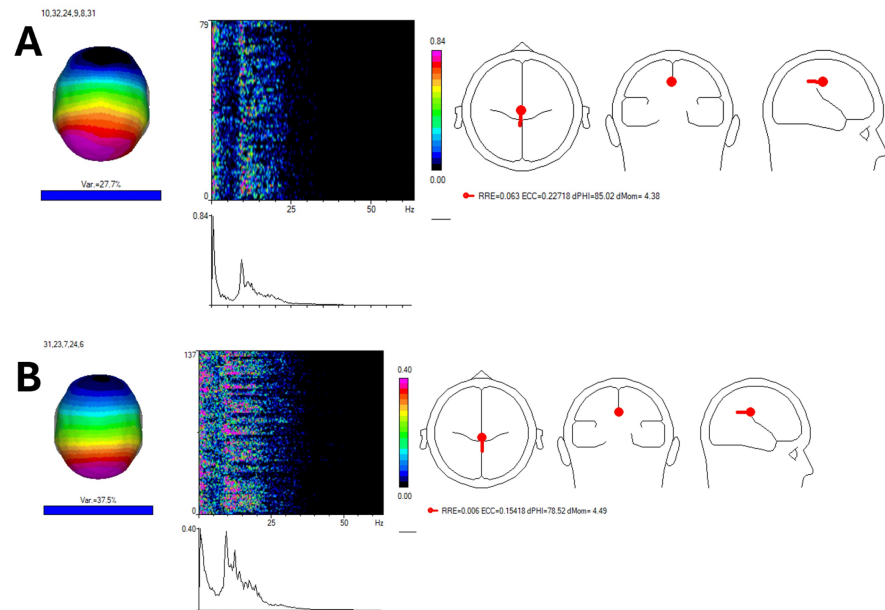 10,32,24,9,8,31
A
79
0.84
Var.=27.7%
0
25 50 Hz
0.00
RRE=0.063 ECC=0.22718 dPHI=85.02 dMom= 4.38
0.84
31,23,7,24,6
B
137
0.40
Var.=37.5%
0
25 50 Hz
0.00
RRE=0.006 ECC=0.15418 dPHI=78.52 dMom= 4.49
0.40